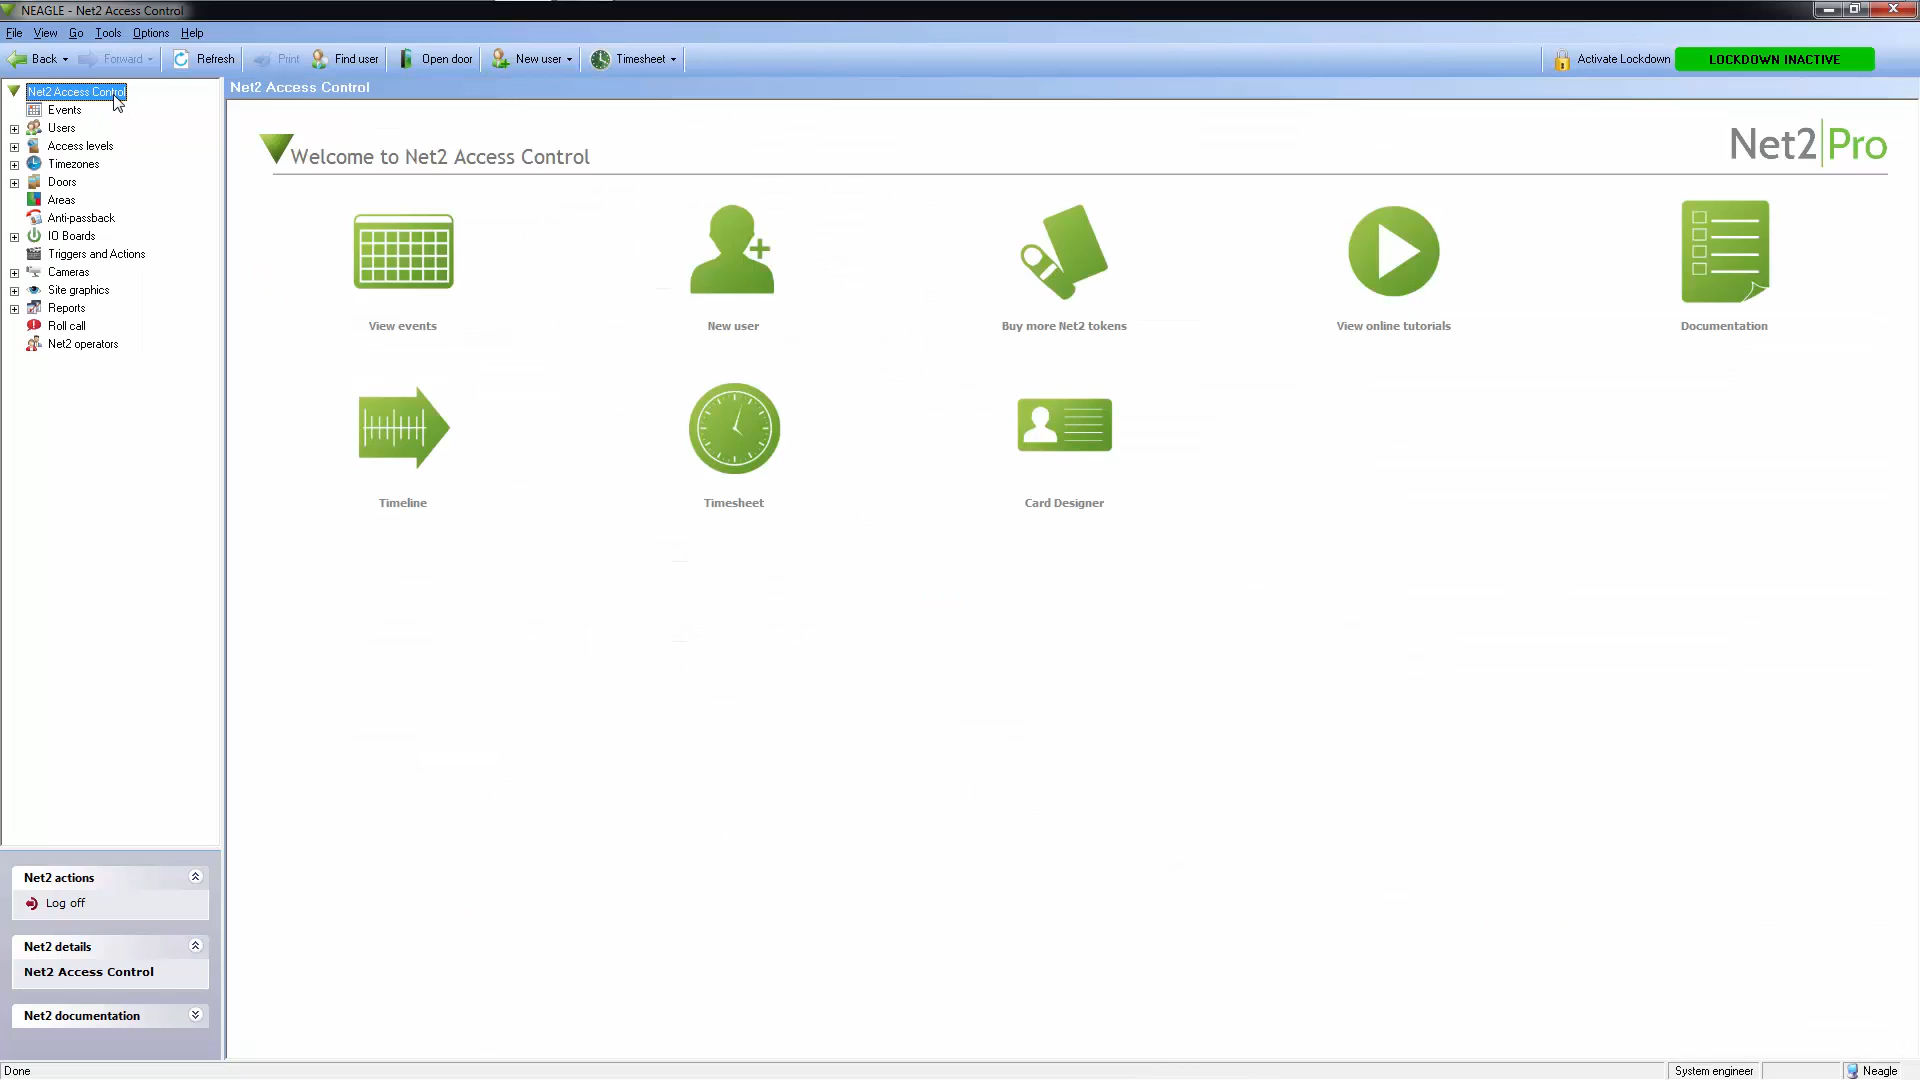 NEAGLE - Net2 Access Control
File View Go Tools Options Help
Back Forward Refresh Print Find user Open door New user Timesheet Activate Lockdown LOCKDOWN INACTIVE
Net2 Access Control
Events
Users
Access levels
Timezones
Doors
Areas
Anti-passback
IO Boards
Triggers and Actions
Cameras
Site graphics
Reports
Roll call
Net2 operators
Net2 Access Control
Welcome to Net2 Access Control
Net2 Pro
View events New user Buy more Net2 tokens View online tutorials Documentation
Timeline Timesheet Card Designer
Net2 actions
Log off
Net2 details
Net2 Access Control
Net2 documentation
Done System engineer Neagle